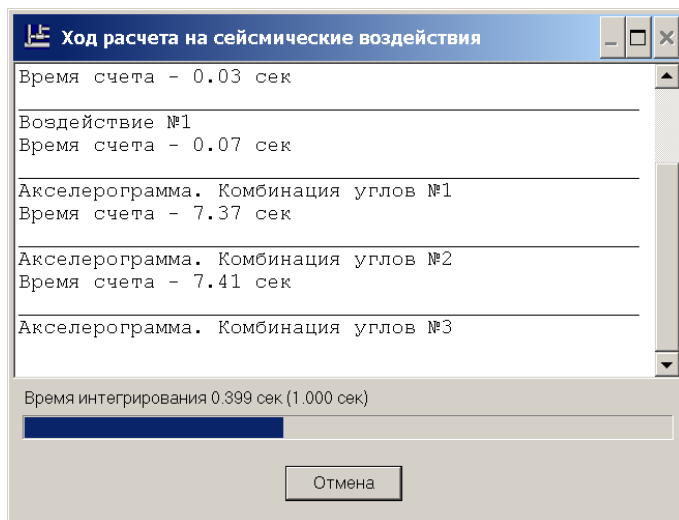 Ход расчета на сейсмические воздействия
Время счета - 0.03 сек
Воздействие №1
Время счета - 0.07 сек
Акселерограмма. Комбинация углов №1
Время счета - 7.37 сек
Акселерограмма. Комбинация углов №2
Время счета - 7.41 сек
Акселерограмма. Комбинация углов №3
Время интегрирования 0.399 сек (1.000 сек)
Отмена